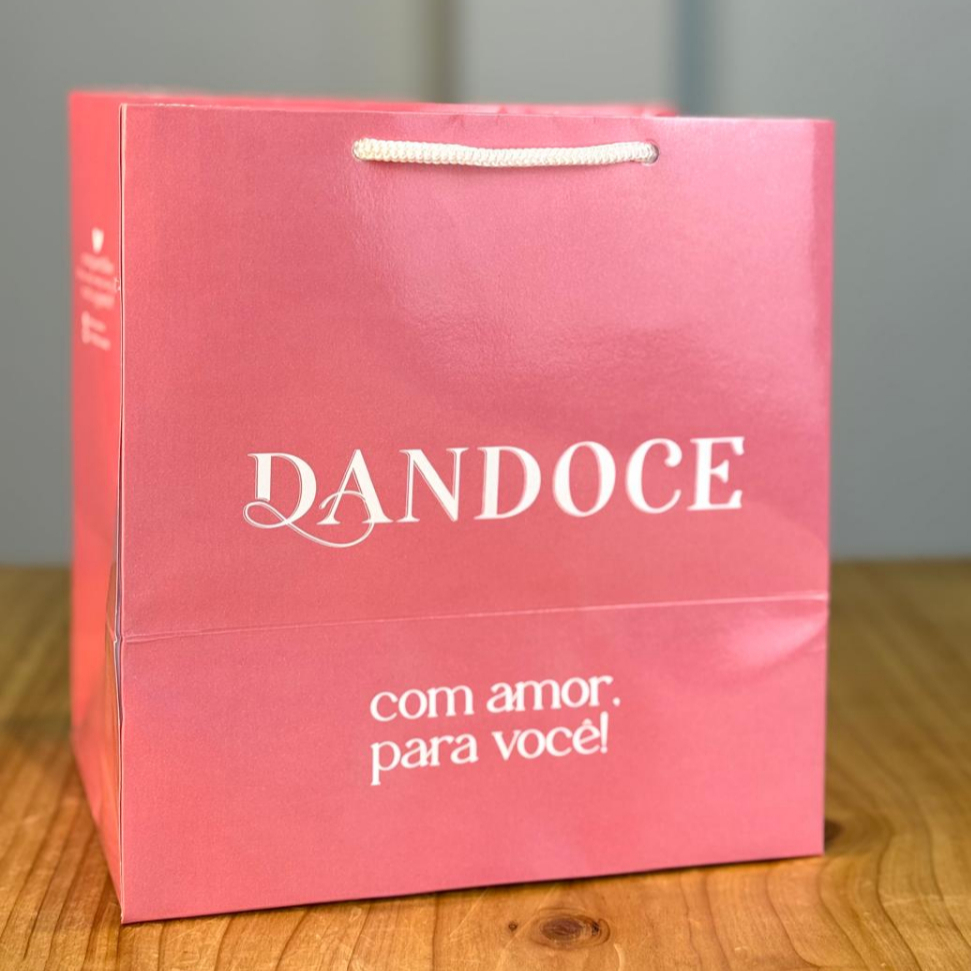 DANDOCE
com amor.
para você!